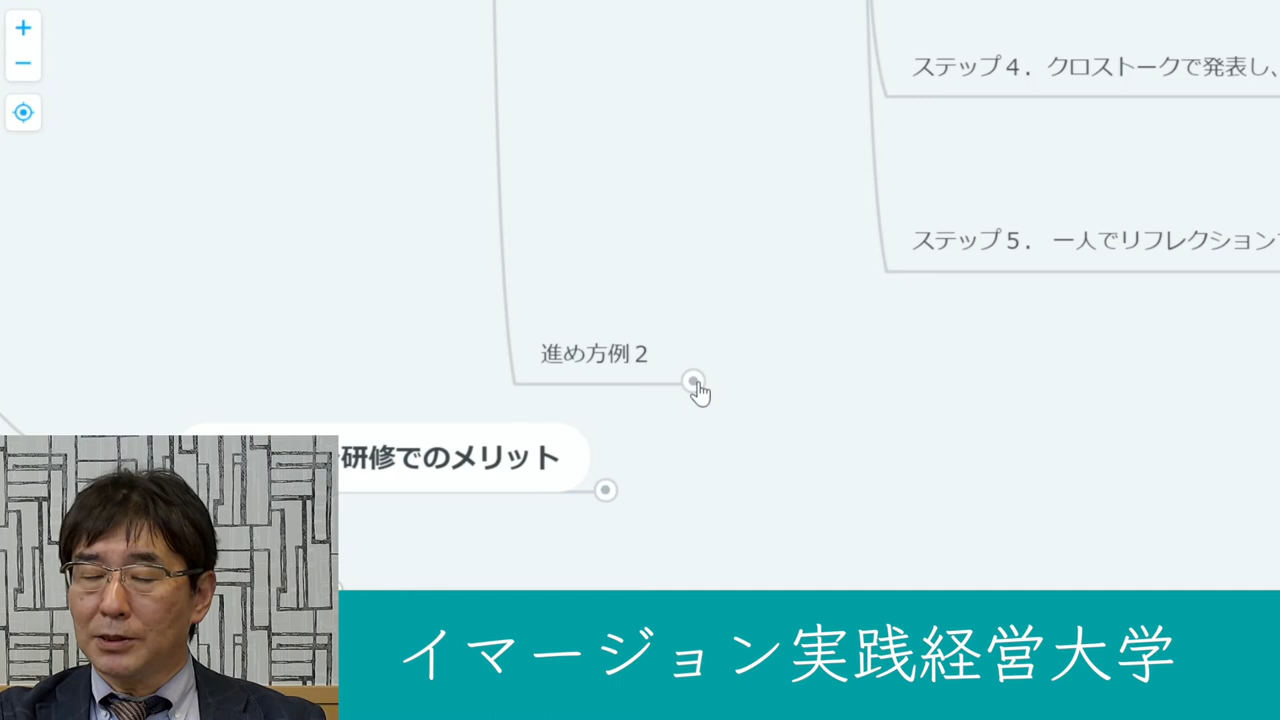 ステップ４．クロストークで発表し、
ステップ５． 一人でリフレクション
進め方例２
研修でのメリット
イマージョン実践経営大学